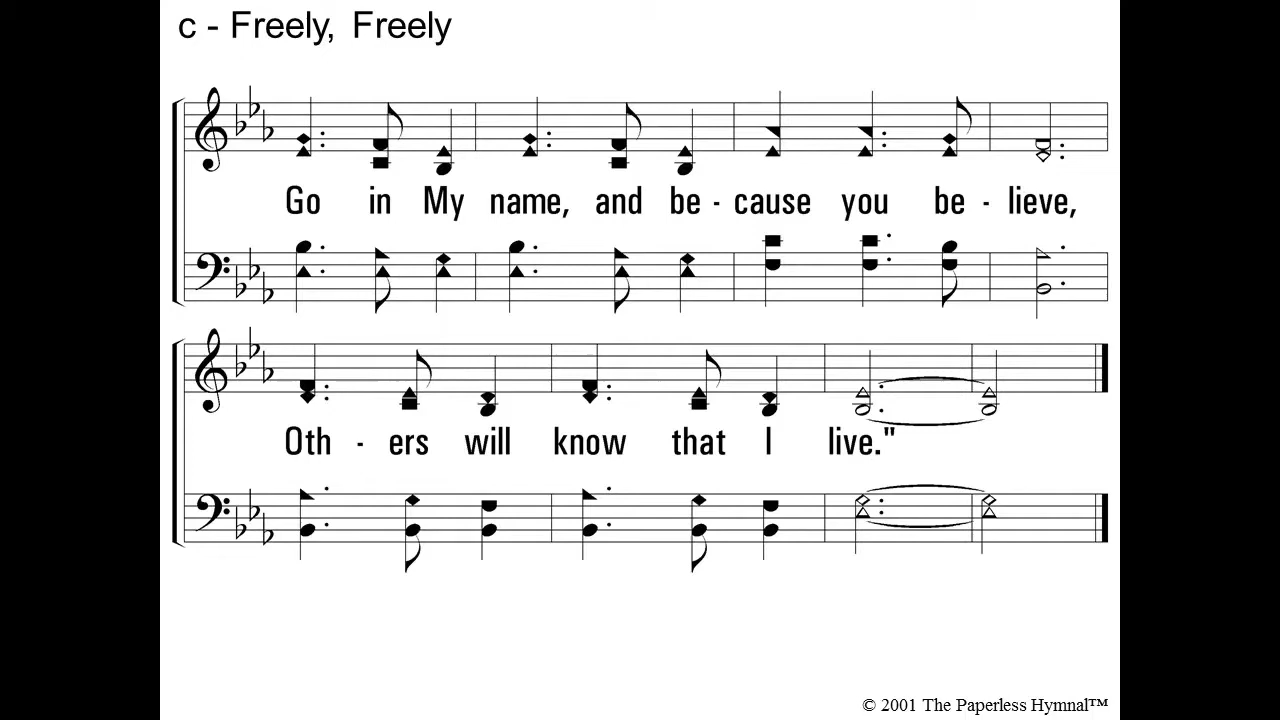 c - Freely, Freely
Go in My name, and be - cause you be - lieve,
Oth - ers will know that I live."
© 2001 The Paperless Hymnal™